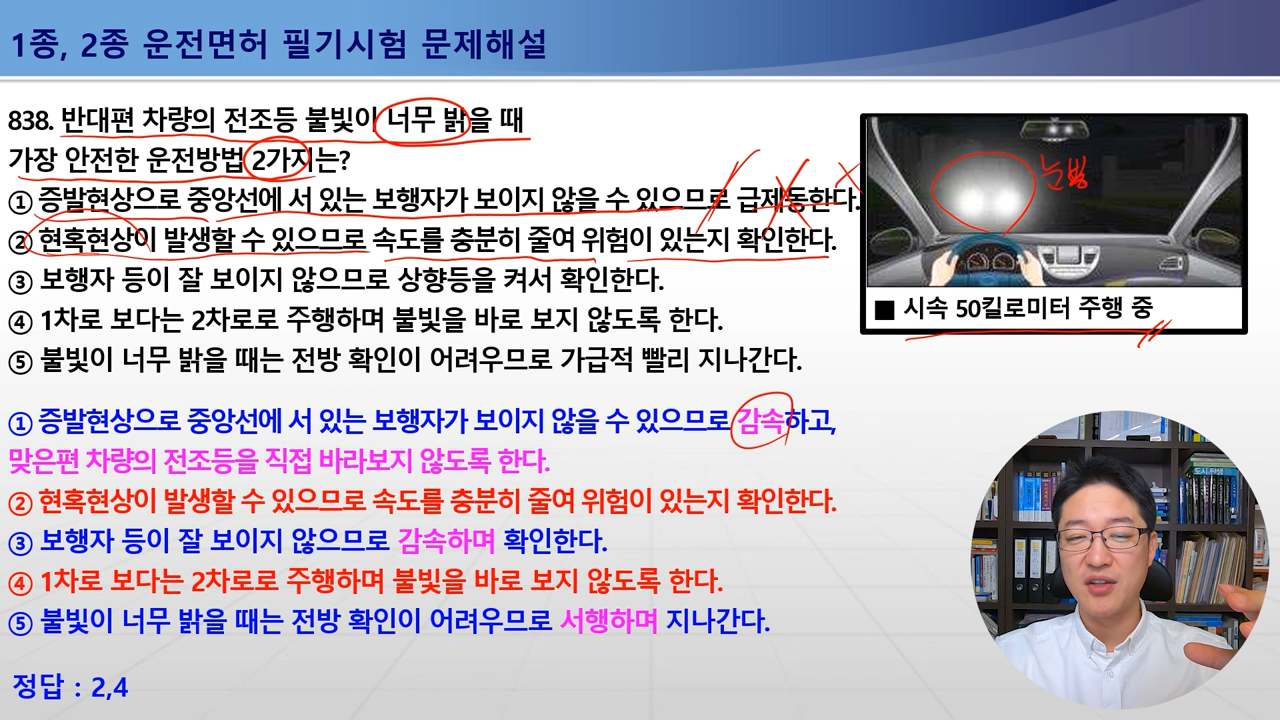 1종, 2종 운전면허 필기시험 문제해설
838. 반대편 차량의 전조등 불빛이 너무 밝을 때
가장 안전한 운전방법 2가지는?
① 증발현상으로 중앙선에 서 있는 보행자가 보이지 않을 수 있으므로 급제동한다.
② 현혹현상이 발생할 수 있으므로 속도를 충분히 줄여 위험이 있는지 확인한다.
③ 보행자 등이 잘 보이지 않으므로 상향등을 켜서 확인한다.
④ 1차로 보다는 2차로로 주행하며 불빛을 바로 보지 않도록 한다.
⑤ 불빛이 너무 밝을 때는 전방 확인이 어려우므로 가급적 빨리 지나간다.
눈뽕
■ 시속 50킬로미터 주행 중
① 증발현상으로 중앙선에 서 있는 보행자가 보이지 않을 수 있으므로 감속하고,
맞은편 차량의 전조등을 직접 바라보지 않도록 한다.
② 현혹현상이 발생할 수 있으므로 속도를 충분히 줄여 위험이 있는지 확인한다.
③ 보행자 등이 잘 보이지 않으므로 감속하며 확인한다.
④ 1차로 보다는 2차로로 주행하며 불빛을 바로 보지 않도록 한다.
⑤ 불빛이 너무 밝을 때는 전방 확인이 어려우므로 서행하며 지나간다.
정답 : 2,4